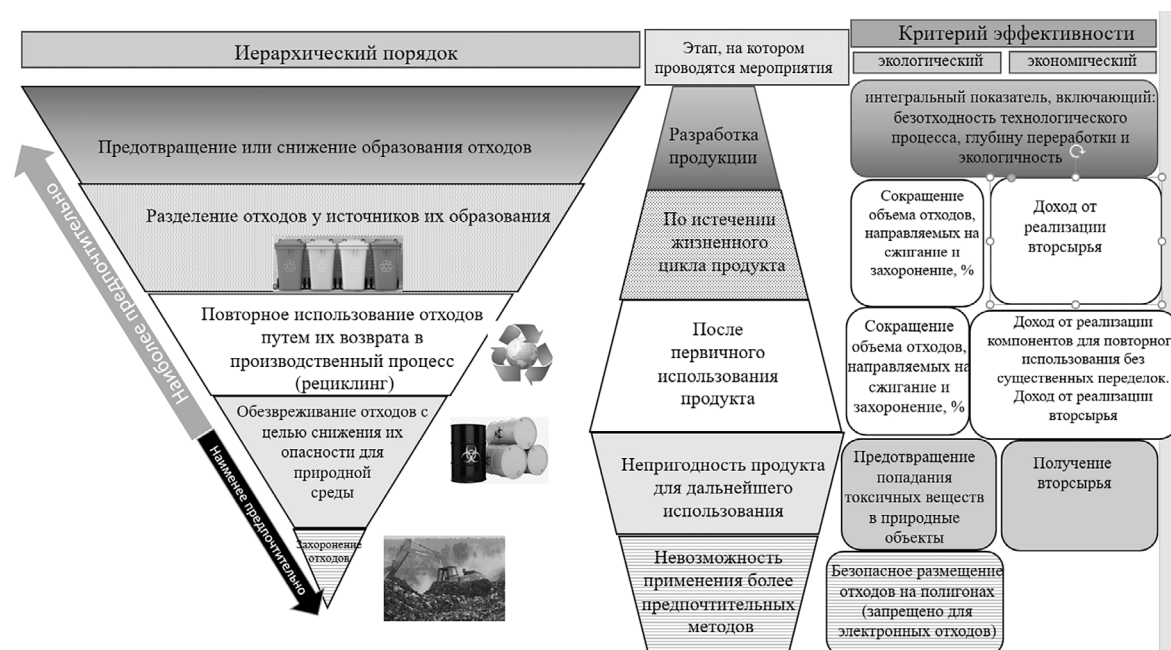 Иерархический порядок
Предотвращение или снижение образования отходов
Разделение отходов у источников их образования
Повторное использование отходов
путем их возврата в
производственный процесс
(рециклинг)
Обезвреживание отходов с
целью снижения их
опасности для
природной
среды
Захоронение
отходов
Наиболее предпочтительно
Наименее предпочтительно
Этап, на котором
проводятся мероприятия
Разработка
продукции
По истечении
жизненного
цикла продукта
После
первичного
использования
продукта
Непригодность продукта
для дальнейшего
использования
Невозможность
применения более
предпочтительных
методов
Критерий эффективности
экологический
экономический
интегральный показатель, включающий:
безотходность технологического
процесса, глубину переработки и
экологичность
Сокращение
объема отходов,
направляемых на
сжигание и
захоронение, %
Доход от
реализации
вторсырья
Сокращение
объема отходов,
направляемых на
сжигание и
захоронение, %
Доход от реализации
компонентов для повторног
использования без
существенных переделок.
Доход от реализации
вторсырья
Предотвращение
попадания
токсичных веществ
в природные
объекты
Получение
вторсырья
Безопасное размещение
отходов на полигонах
(запрещено для
электронных отходов)